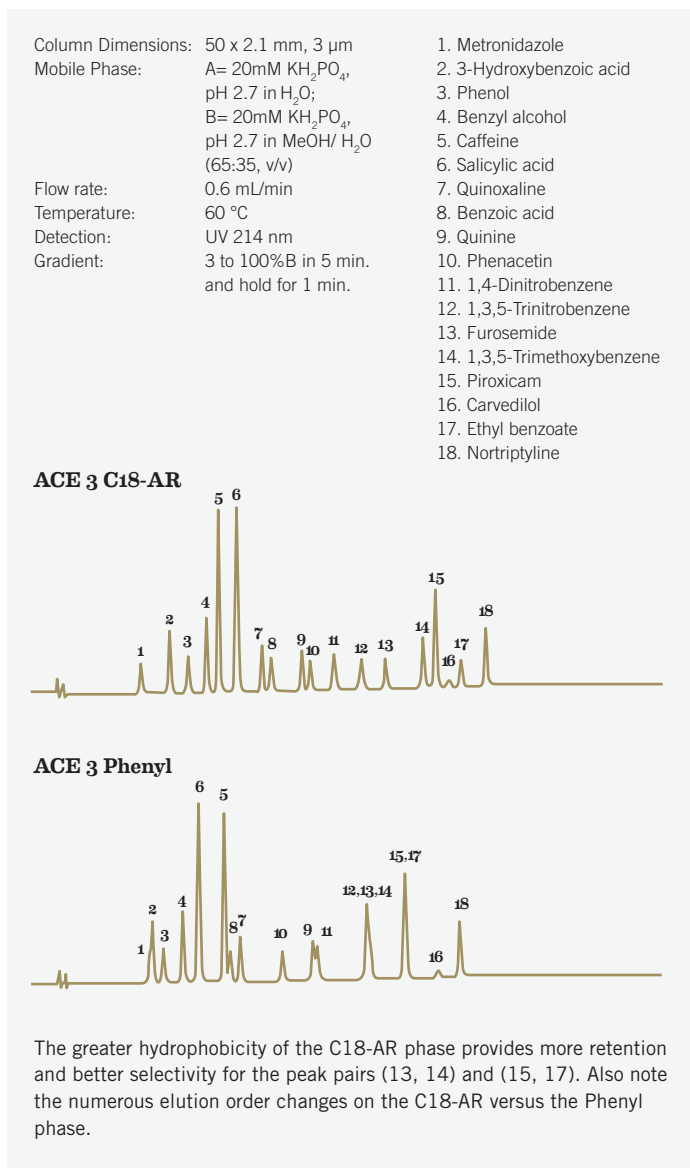 Column Dimensions: 50 x 2.1 mm, 3 µm
Mobile Phase: A= 20mM KH₂PO₄,
pH 2.7 in H₂O;
B= 20mM KH₂PO₄,
pH 2.7 in MeOH/ H₂O
(65:35, v/v)
Flow rate: 0.6 mL/min
Temperature: 60 °C
Detection: UV 214 nm
Gradient: 3 to 100%B in 5 min.
and hold for 1 min.
1. Metronidazole
2. 3-Hydroxybenzoic acid
3. Phenol
4. Benzyl alcohol
5. Caffeine
6. Salicylic acid
7. Quinoxaline
8. Benzoic acid
9. Quinine
10. Phenacetin
11. 1,4-Dinitrobenzene
12. 1,3,5-Trinitrobenzene
13. Furosemide
14. 1,3,5-Trimethoxybenzene
15. Piroxicam
16. Carvedilol
17. Ethyl benzoate
18. Nortriptyline
ACE 3 C18-AR
1 2 3 4 5 6 7 8 9 10 11 12 13 14 15 16 17 18
ACE 3 Phenyl
1 2 3 4 6 5 8 7 10 9 11 12,13,14 15,17 16 18
The greater hydrophobicity of the C18-AR phase provides more retention
and better selectivity for the peak pairs (13, 14) and (15, 17). Also note
the numerous elution order changes on the C18-AR versus the Phenyl
phase.